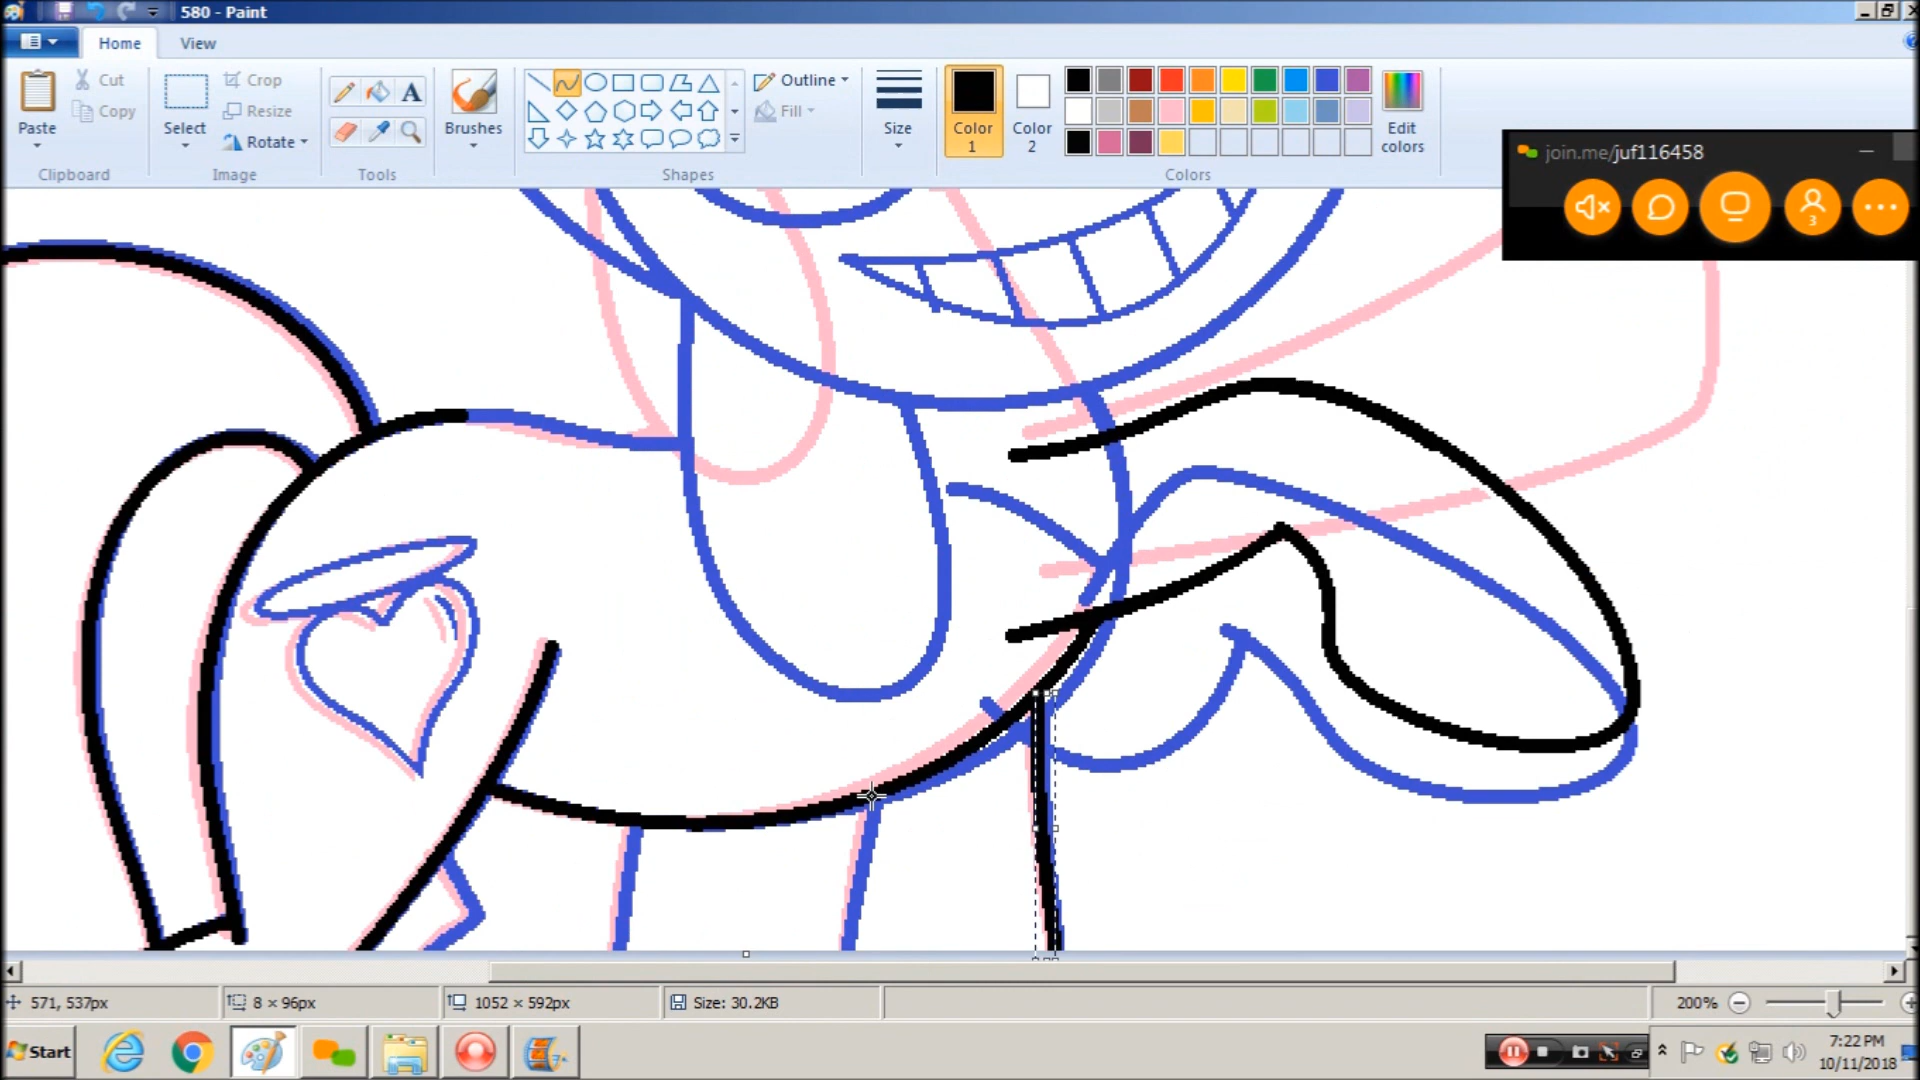 580 - Paint
Home View
Paste
Cut
Copy
Clipboard
Select
Crop
Resize
Rotate
Image
Tools
Brushes
Outline
Fill
Shapes
Size
Color 1
Color 2
Edit colors
Colors
join.me/juf116458
3
571, 537px
8 × 96px
1052 × 592px
Size: 30.2KB
200%
Start
7:22 PM
10/11/2018